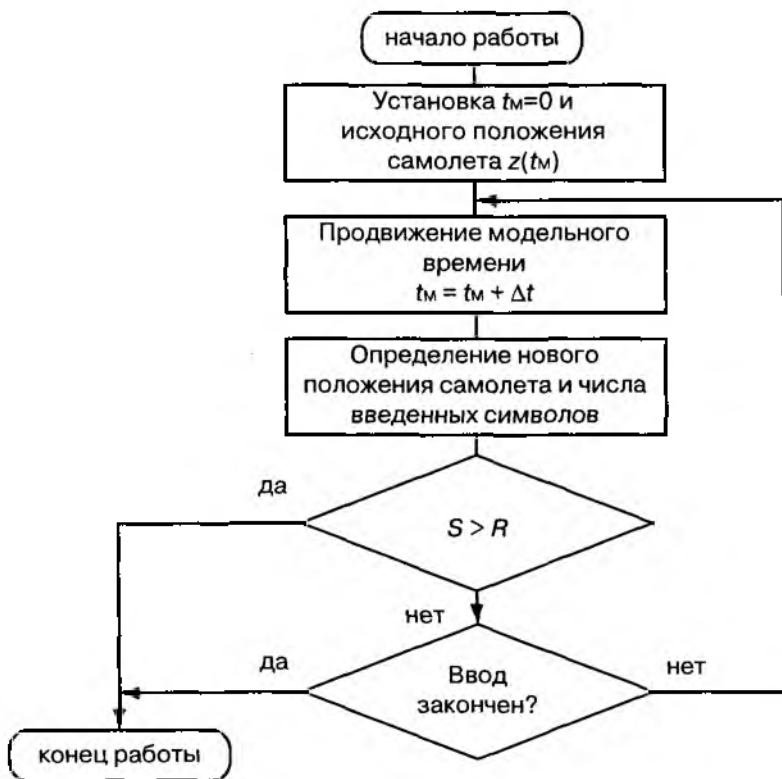 начало работы
Установка tм=0 и
исходного положения
самолета z(tм)
Продвижение модельного
времени
tм = tм + Δt
Определение нового
положения самолета и числа
введенных символов
да
S > R
нет
да
Ввод
закончен?
нет
конец работы